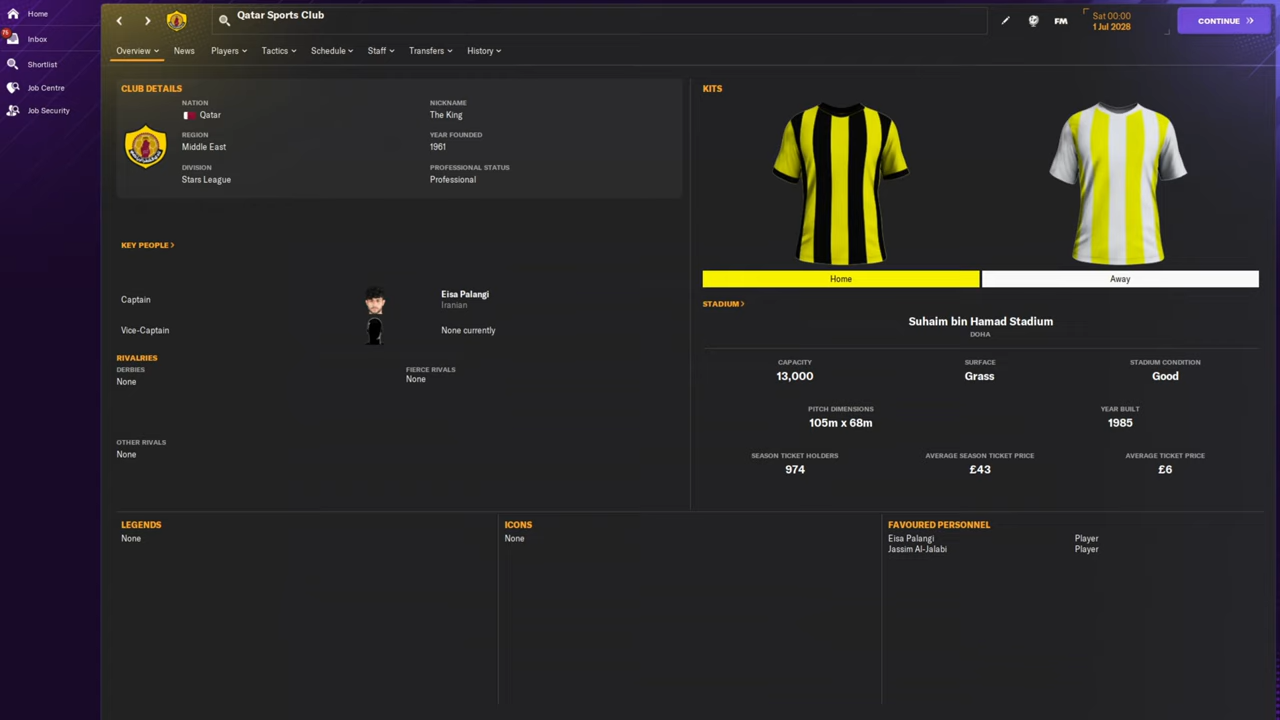 Home
Inbox
75
Shortlist
Job Centre
Job Security
Qatar Sports Club
FM
Sat 00:00
1 Jul 2028
CONTINUE
Overview
News
Players
Tactics
Schedule
Staff
Transfers
History
CLUB DETAILS
NATION
Qatar
NICKNAME
The King
REGION
Middle East
YEAR FOUNDED
1961
DIVISION
Stars League
PROFESSIONAL STATUS
Professional
KEY PEOPLE
Captain
Eisa Palangi
Iranian
Vice-Captain
None currently
RIVALRIES
DERBIES
None
FIERCE RIVALS
None
OTHER RIVALS
None
KITS
Home
Away
STADIUM
Suhaim bin Hamad Stadium
DOHA
CAPACITY
13,000
SURFACE
Grass
STADIUM CONDITION
Good
PITCH DIMENSIONS
105m x 68m
YEAR BUILT
1985
SEASON TICKET HOLDERS
974
AVERAGE SEASON TICKET PRICE
£43
AVERAGE TICKET PRICE
£6
LEGENDS
None
ICONS
None
FAVOURED PERSONNEL
Eisa Palangi Player
Jassim Al-Jalabi Player